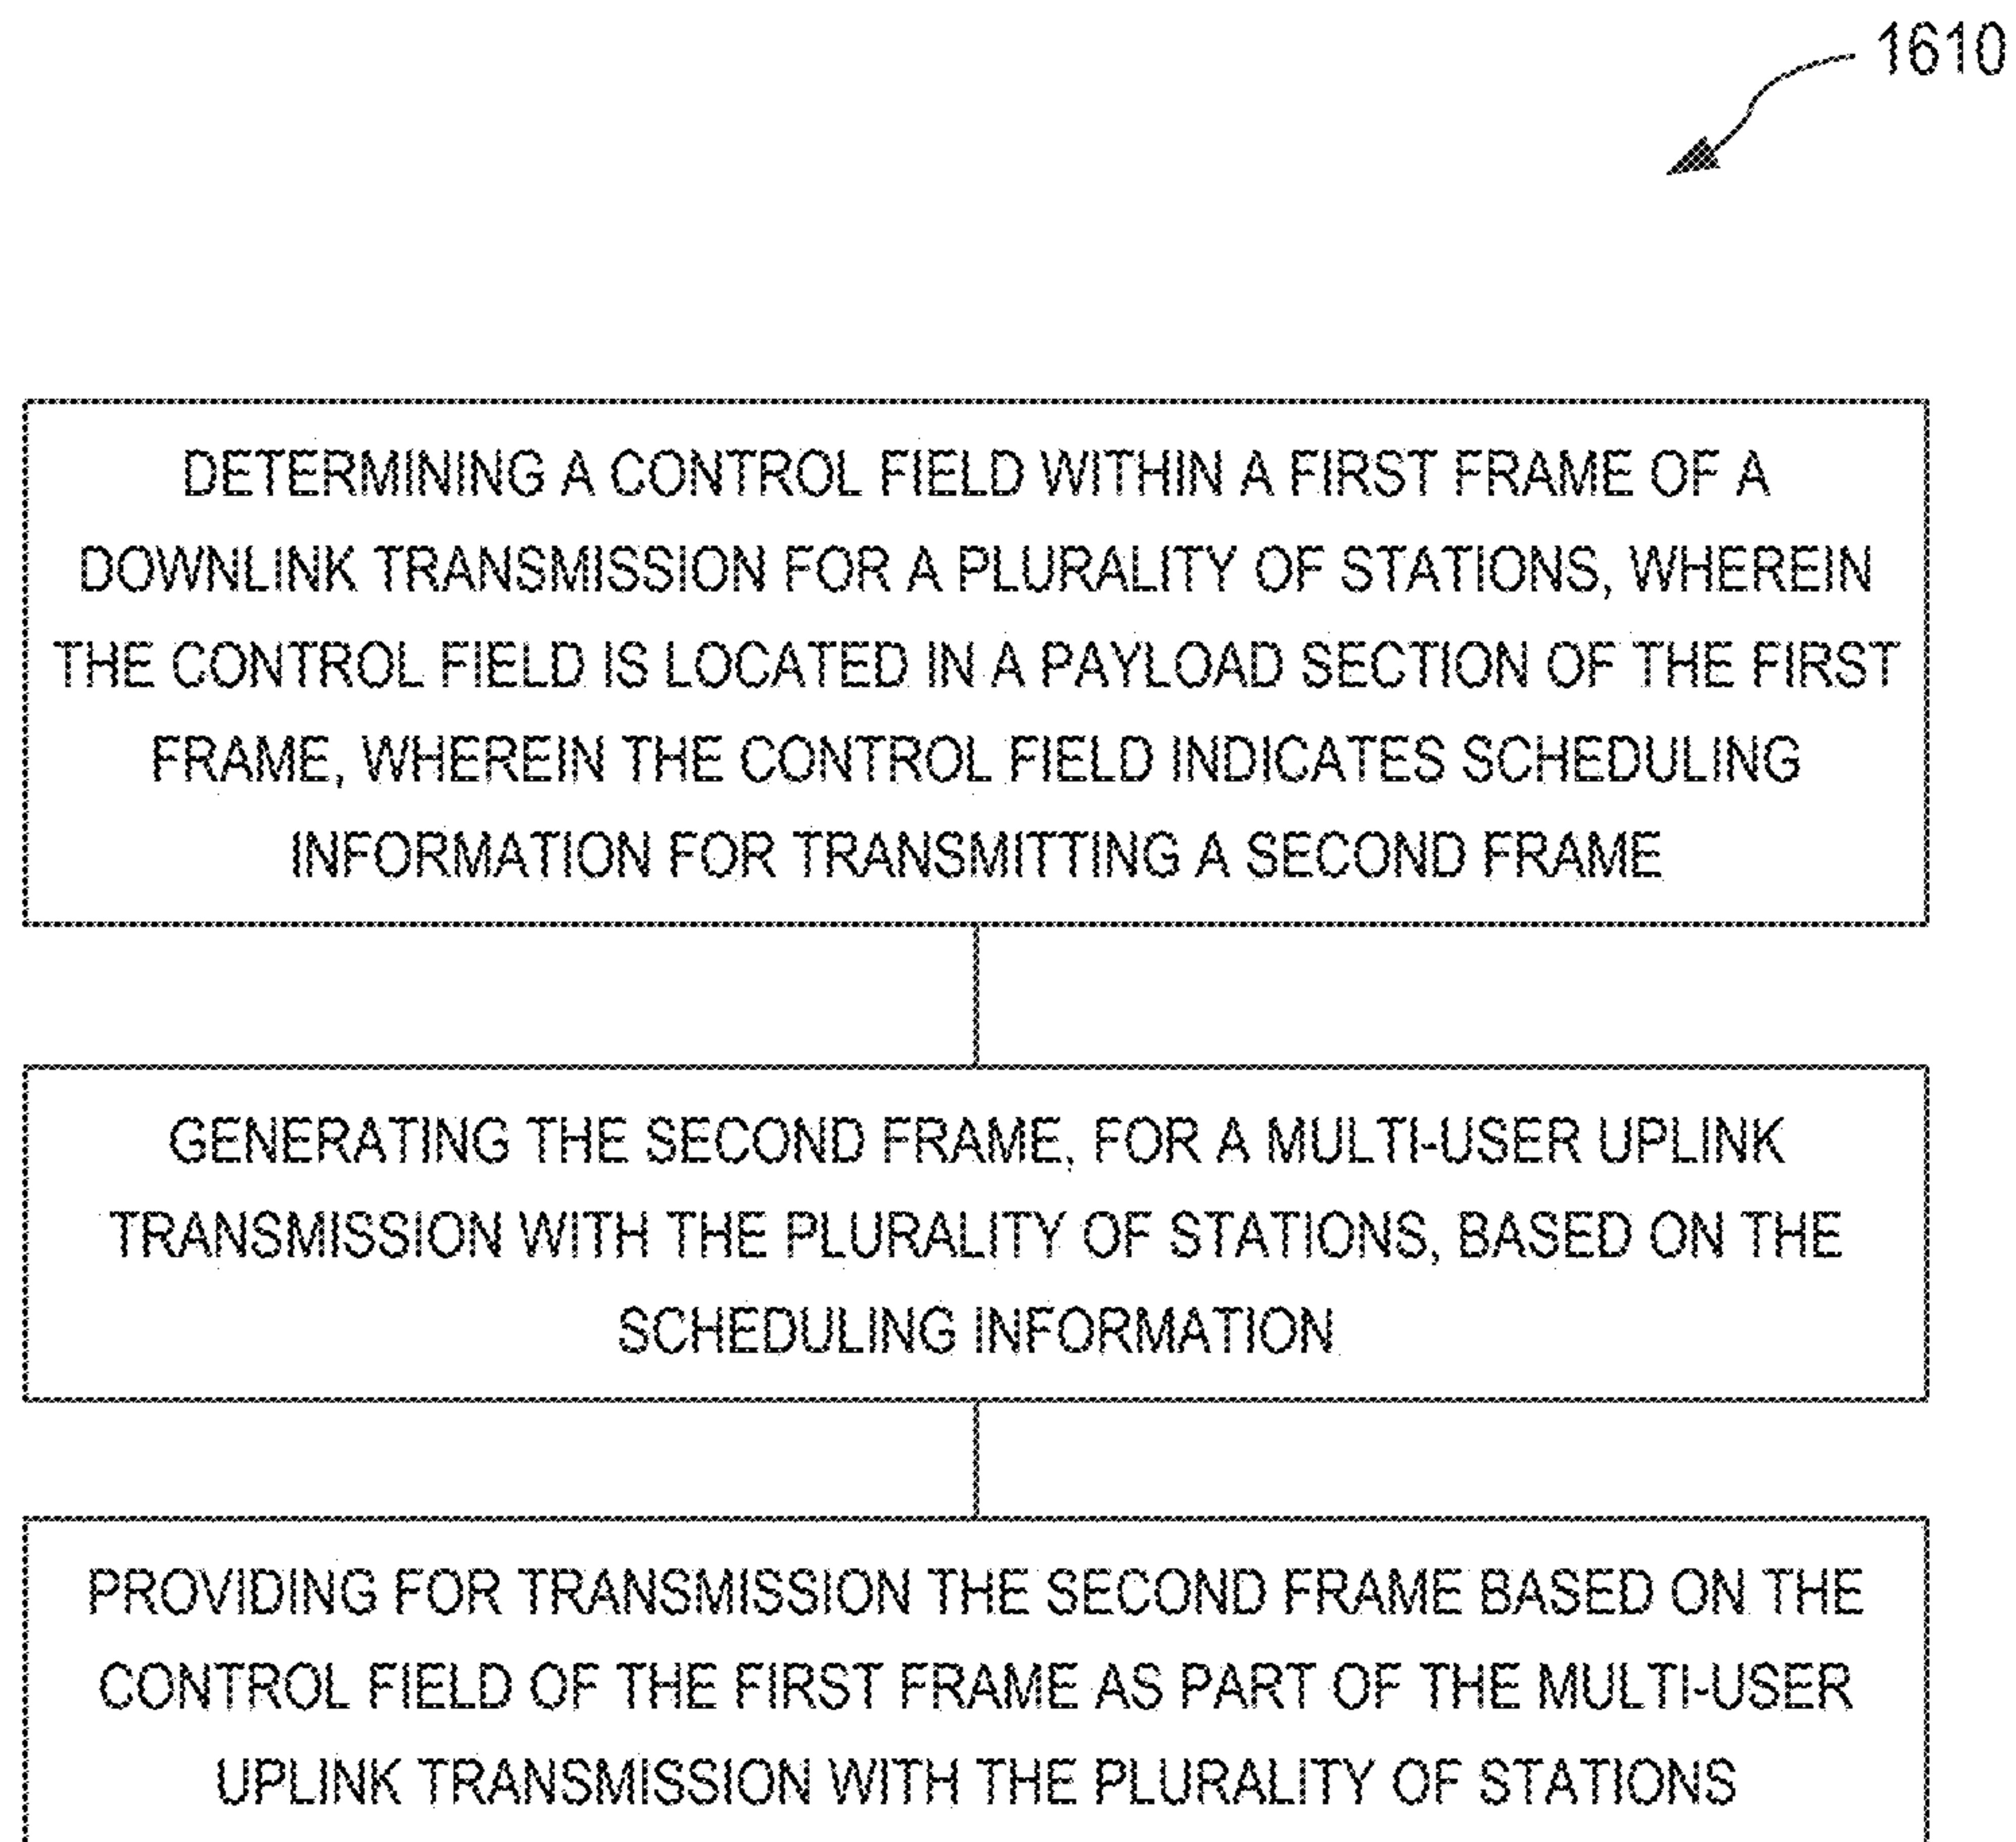 1610
DETERMINING A CONTROL FIELD WITHIN A FIRST FRAME OF A
DOWNLINK TRANSMISSION FOR A PLURALITY OF STATIONS, WHEREIN
THE CONTROL FIELD IS LOCATED IN A PAYLOAD SECTION OF THE FIRST
FRAME, WHEREIN THE CONTROL FIELD INDICATES SCHEDULING
INFORMATION FOR TRANSMITTING A SECOND FRAME
GENERATING THE SECOND FRAME, FOR A MULTI-USER UPLINK
TRANSMISSION WITH THE PLURALITY OF STATIONS, BASED ON THE
SCHEDULING INFORMATION
PROVIDING FOR TRANSMISSION THE SECOND FRAME BASED ON THE
CONTROL FIELD OF THE FIRST FRAME AS PART OF THE MULTI-USER
UPLINK TRANSMISSION WITH THE PLURALITY OF STATIONS